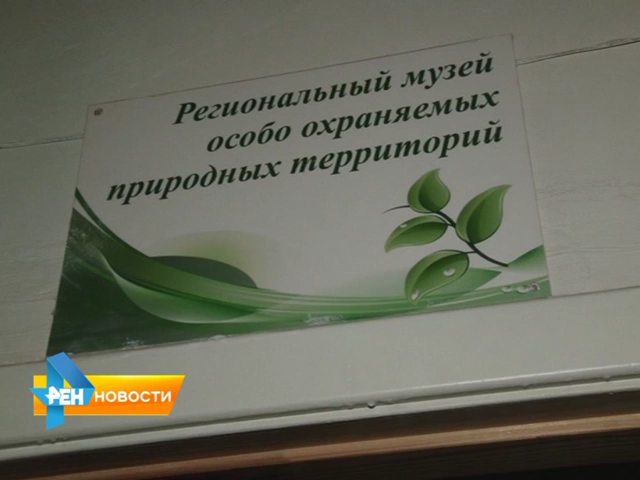 Региональный музей
особо охраняемых
природных территорий
РЕН НОВОСТИ